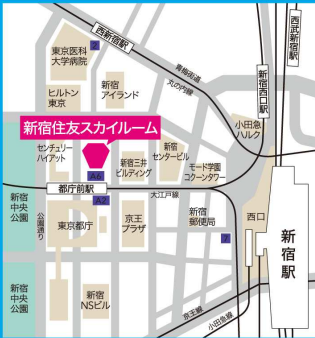 西新宿駅
西武新宿駅
2
東京医科
大学病院
青梅街道
丸の内線
新宿西口駅
ヒルトン
東京
新宿
アイランド
小田急
ハルク
新宿住友スカイルーム
センチュリー
ハイアット
新宿三井
ビルディング
新宿
センタービル
モード学園
コクーンタワー
A6
都庁前駅
大江戸線
A2
新宿
中央
公園
公園通り
東京都庁
京王
プラザ
新宿
郵便局
西口
7
新宿駅
新宿
中央
公園
新宿
NSビル
京王線
小田急線